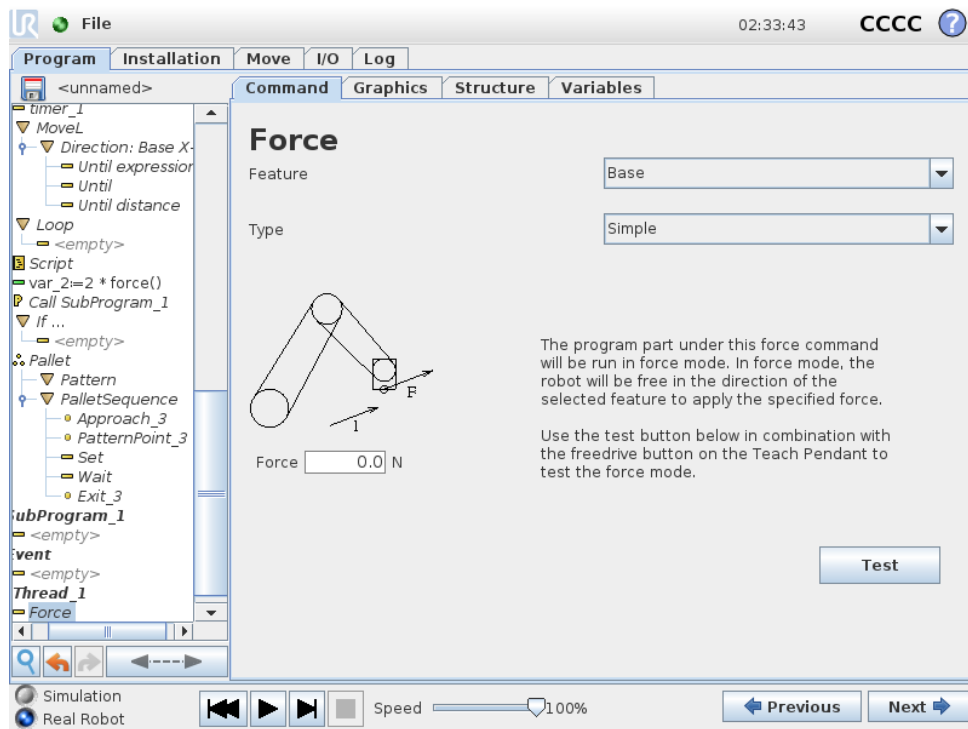 UR File 02:33:43 CCCC ?
Program Installation Move I/O Log
<unnamed>
Command Graphics Structure Variables
timer_1
MoveL
Direction: Base X-
Until expression
Until
Until distance
Loop
<empty>
Script
var_2:=2 * force()
Call SubProgram_1
If ...
<empty>
Pallet
Pattern
PalletSequence
Approach_3
PatternPoint_3
Set
Wait
Exit_3
SubProgram_1
<empty>
Event
<empty>
Thread_1
Force
Force
Feature
Base
Type
Simple
F
1
Force 0.0 N
The program part under this force command
will be run in force mode. In force mode, the
robot will be free in the direction of the
selected feature to apply the specified force.
Use the test button below in combination with
the freedrive button on the Teach Pendant to
test the force mode.
Test
Simulation
Real Robot
Speed 100%
Previous Next